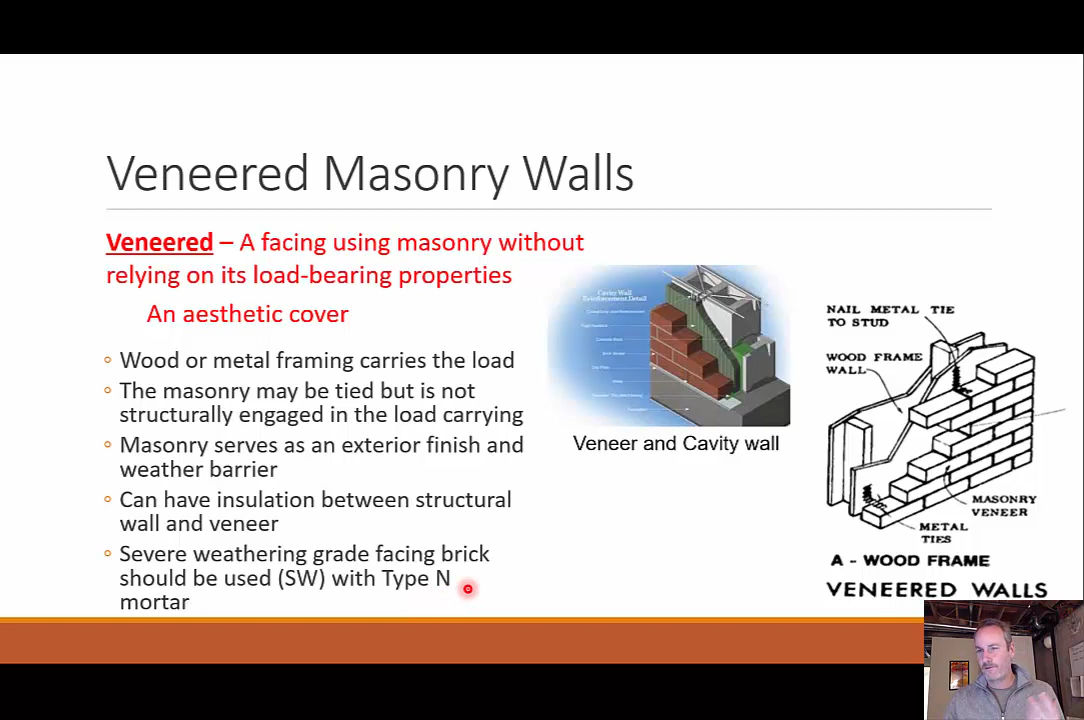 Veneered Masonry Walls
Veneered – A facing using masonry without
relying on its load-bearing properties
An aesthetic cover
Wood or metal framing carries the load
The masonry may be tied but is not
structurally engaged in the load carrying
Masonry serves as an exterior finish and
weather barrier
Can have insulation between structural
wall and veneer
Severe weathering grade facing brick
should be used (SW) with Type N
mortar
Cavity Wall
Reinforcement Detail
Veneer and Cavity wall
NAIL METAL TIE
TO STUD
WOOD FRAME
WALL
MASONRY
VENEER
METAL
TIES
A - WOOD FRAME
VENEERED WALLS